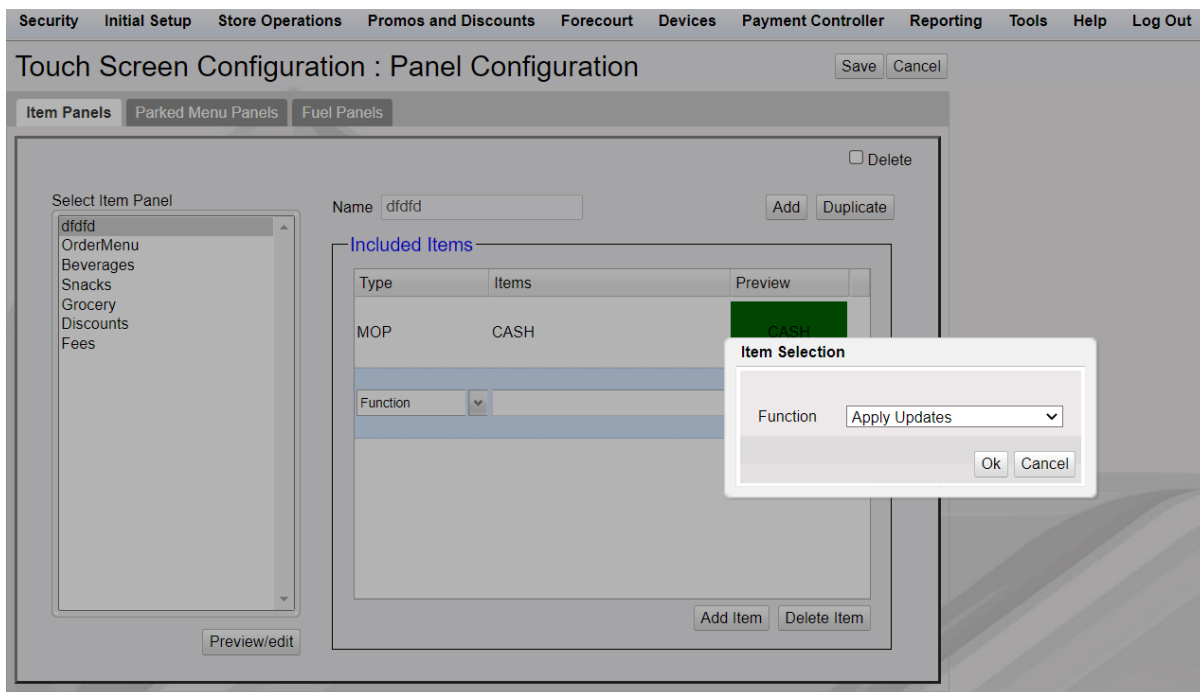 Security Initial Setup Store Operations Promos and Discounts Forecourt Devices Payment Controller Reporting Tools Help Log Out
Touch Screen Configuration : Panel Configuration Save Cancel
Item Panels Parked Menu Panels Fuel Panels
Delete
Select Item Panel
dfdfd
OrderMenu
Beverages
Snacks
Grocery
Discounts
Fees
Preview/edit
Name dfdfd Add Duplicate
Included Items
Type Items Preview
MOP CASH CASH
Function
Add Item Delete Item
Item Selection
Function Apply Updates
Ok Cancel